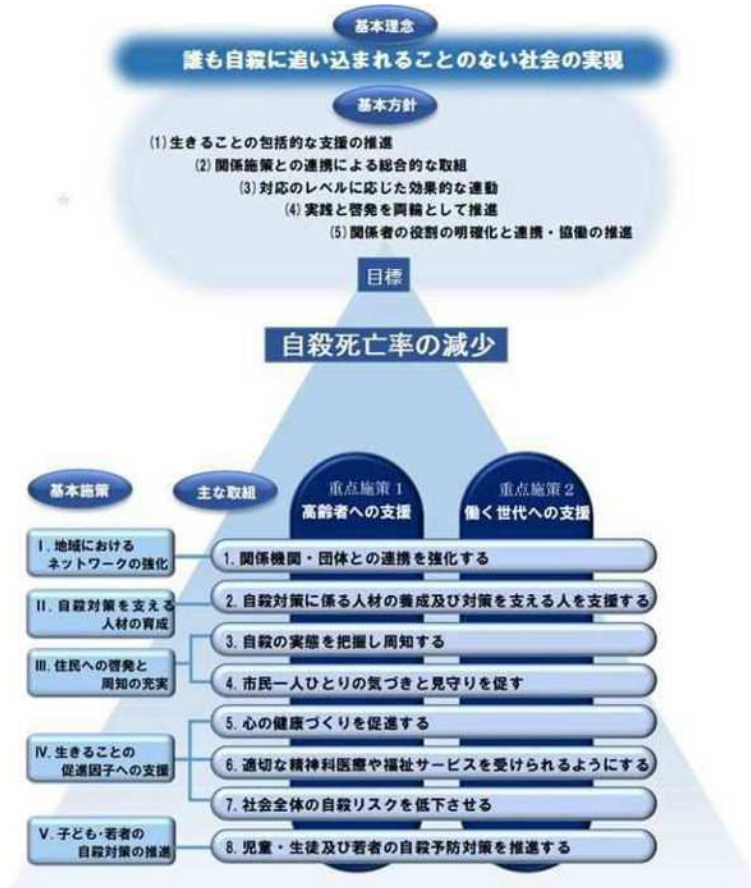 基本理念
誰も自殺に追い込まれることのない社会の実現
基本方針
(1)生きることの包括的な支援の推進
(2)関係施策との連携による総合的な取組
(3)対応のレベルに応じた効果的な連動
(4)実践と啓発を両輪として推進
(5)関係者の役割の明確化と連携・協働の推進
目標
自殺死亡率の減少
基本施策
主な取組
重点施策1
高齢者への支援
重点施策2
働く世代への支援
Ⅰ.地域における
ネットワークの強化
1.関係機関・団体との連携を強化する
Ⅱ.自殺対策を支える
人材の育成
2.自殺対策に係る人材の養成及び対策を支える人を支援する
Ⅲ.住民への啓発と
周知の充実
3.自殺の実態を把握し周知する
4.市民一人ひとりの気づきと見守りを促す
Ⅳ.生きることの
促進因子への支援
5.心の健康づくりを促進する
6.適切な精神科医療や福祉サービスを受けられるようにする
7.社会全体の自殺リスクを低下させる
Ⅴ.子ども・若者の
自殺対策の推進
8.児童・生徒及び若者の自殺予防対策を推進する